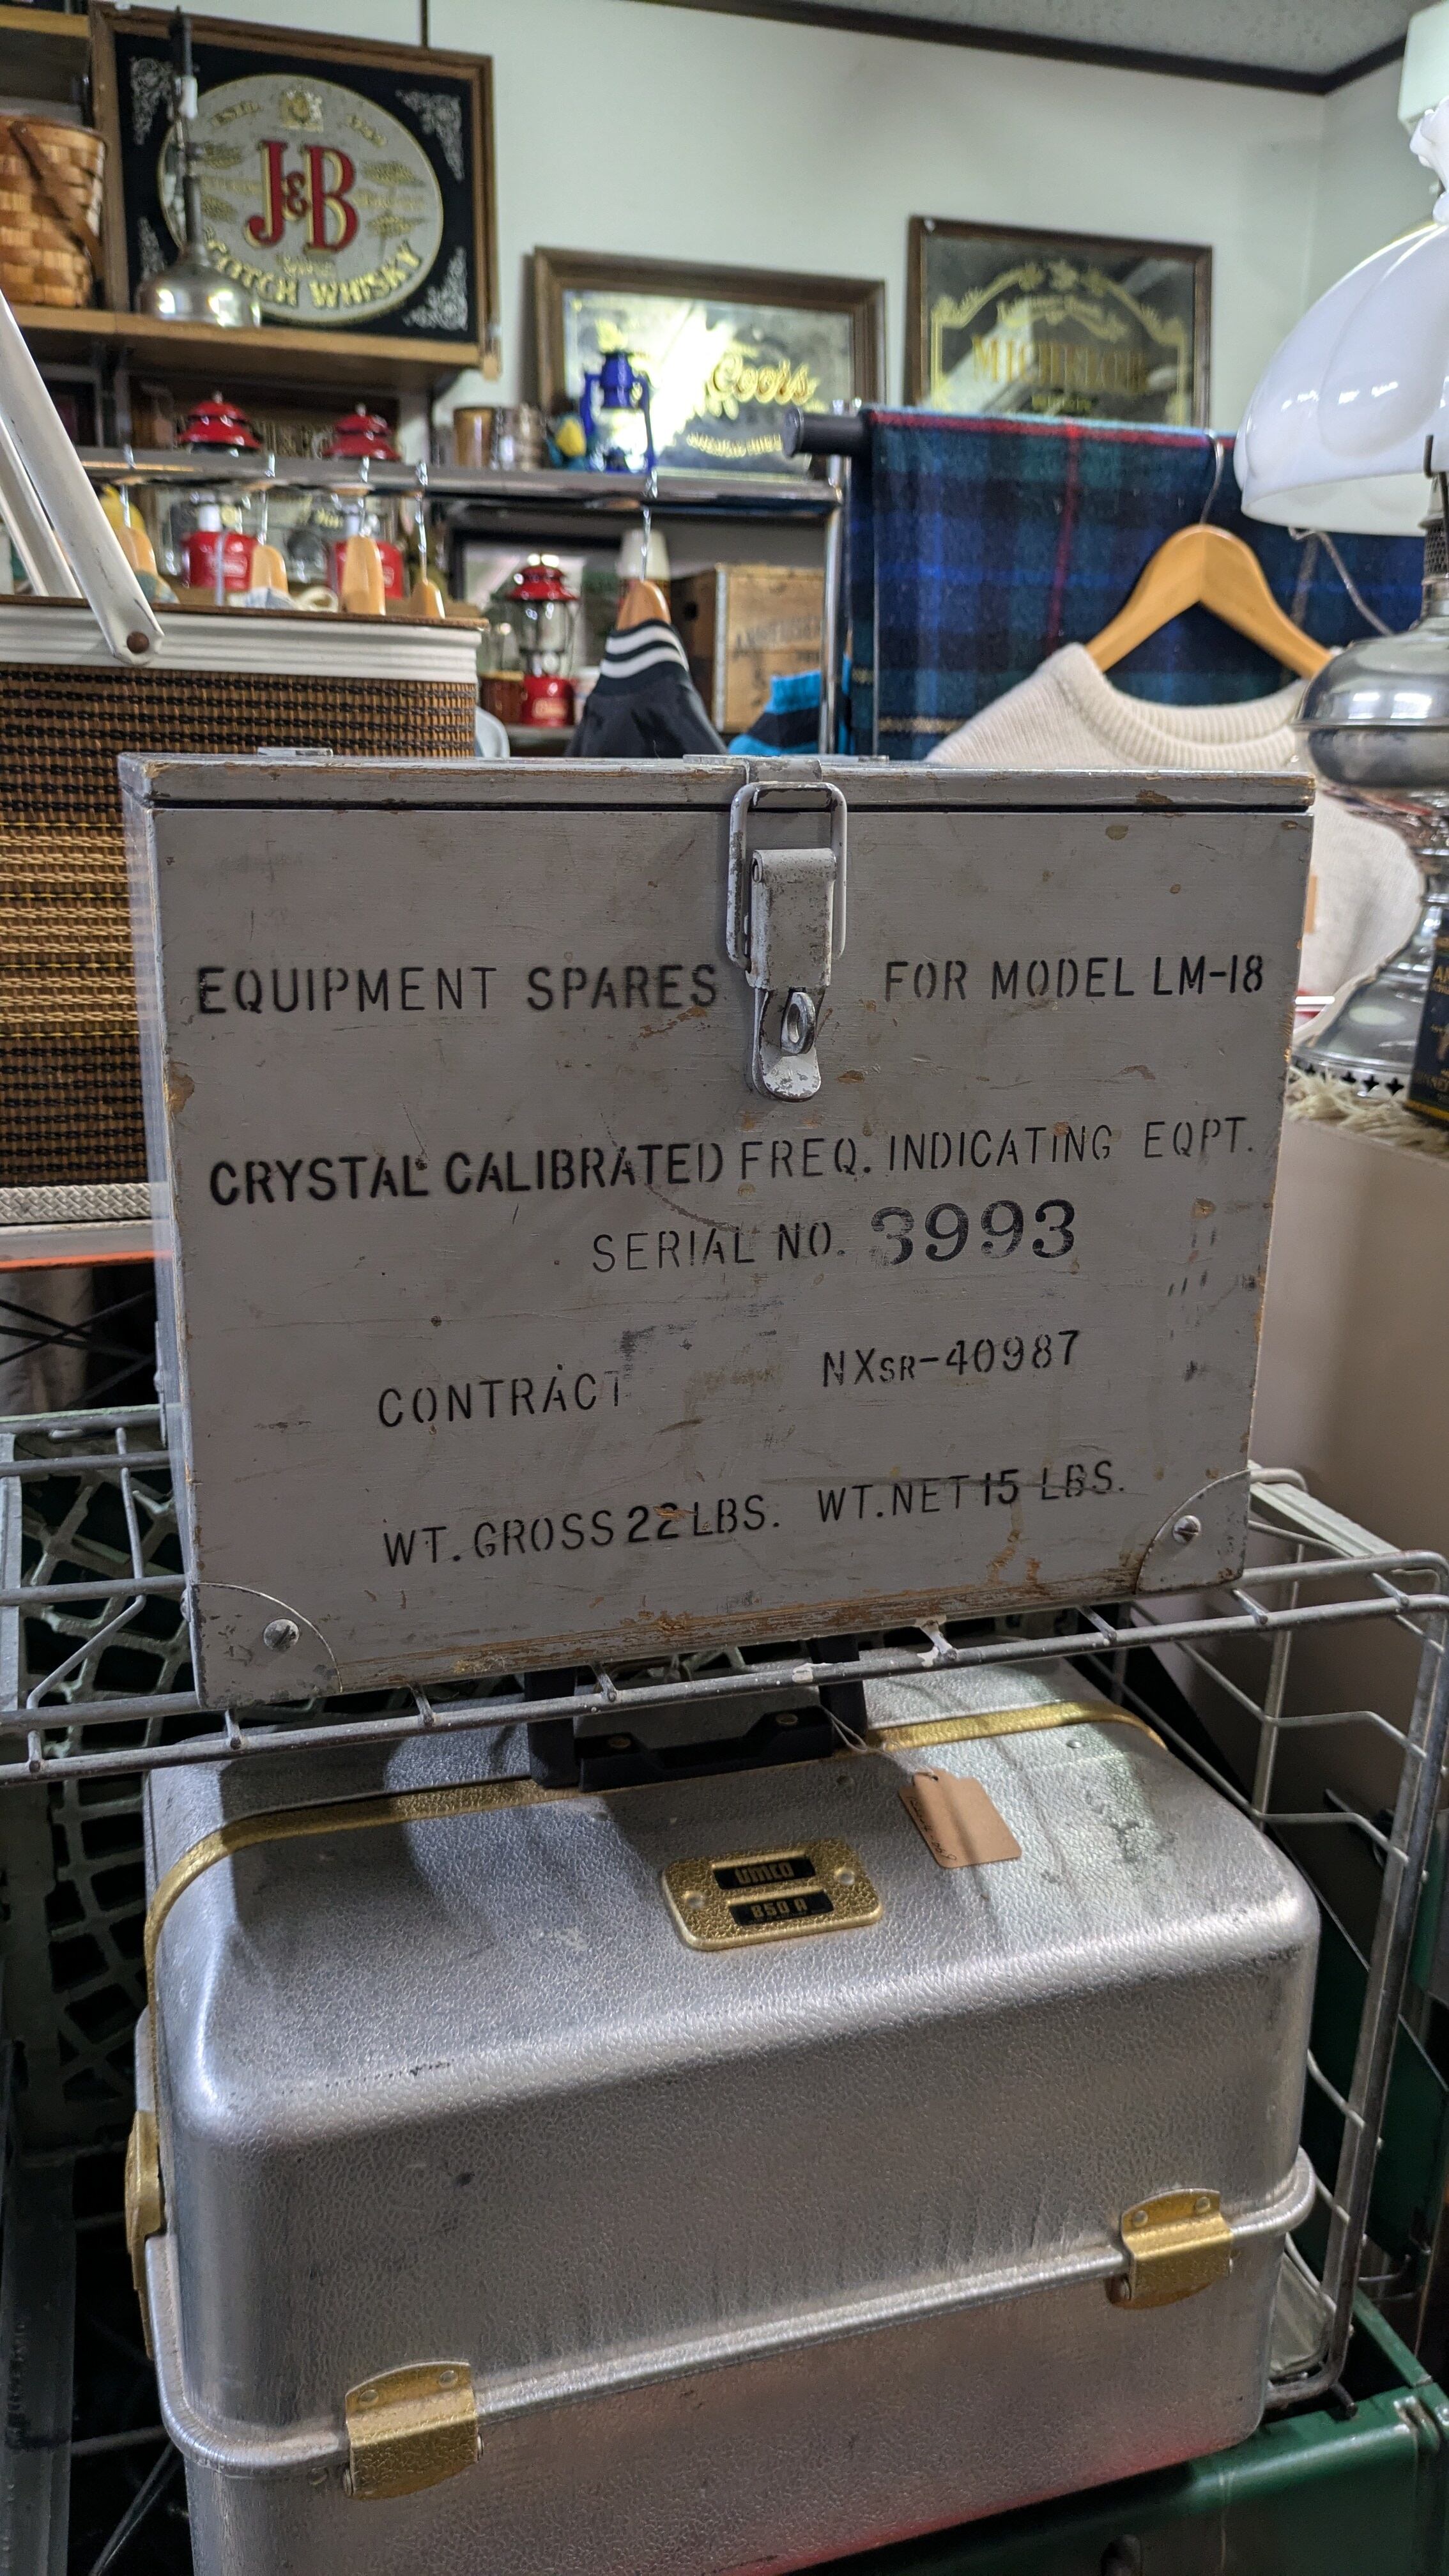 J&B
SCOTCH WHISKY
Coors
MICHELOB
EQUIPMENT SPARES FOR MODEL LM-18
CRYSTAL CALIBRATED FREQ. INDICATING EQPT.
SERIAL NO. 3993
CONTRACT NXSR-40987
WT. GROSS 22 LBS. WT. NET 15 LBS.
UMCO
850 A